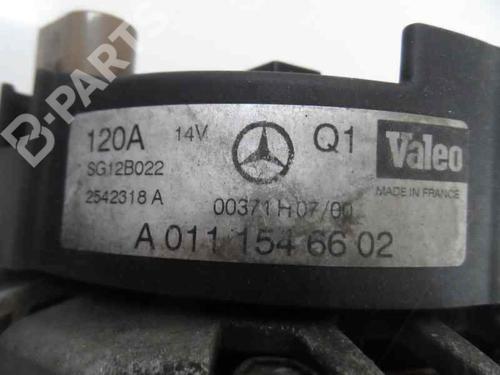 B-PARTS
120A 14V Q1 Valeo
SG12B022 MADE IN FRANCE
2542318 A 00371 H 07/00
A 011 154 66 02